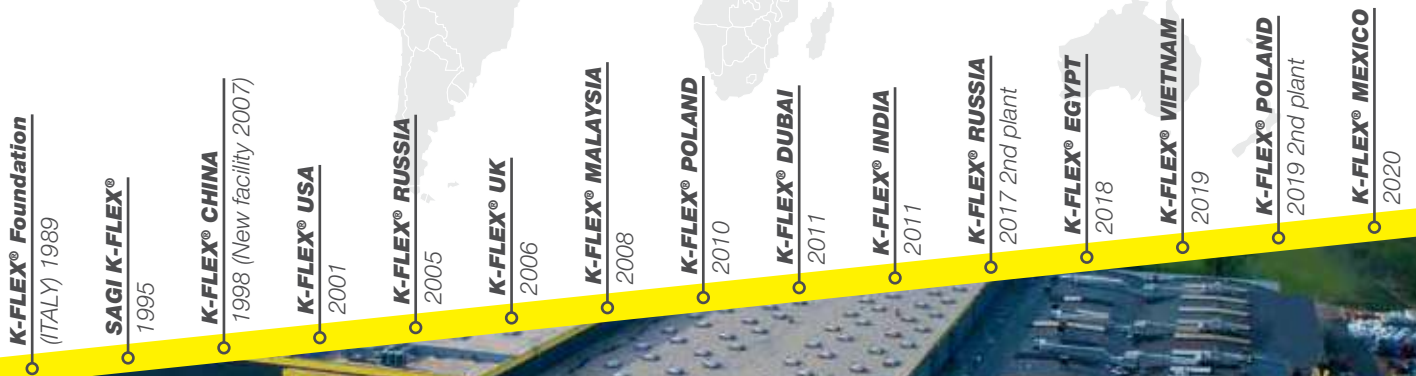 K-FLEX® Foundation
(ITALY) 1989
SAGI K-FLEX®
1995
K-FLEX® CHINA
1998 (New facility 2007)
K-FLEX® USA
2001
K-FLEX® RUSSIA
2005
K-FLEX® UK
2006
K-FLEX® MALAYSIA
2008
K-FLEX® POLAND
2010
K-FLEX® DUBAI
2011
K-FLEX® INDIA
2011
K-FLEX® RUSSIA
2017 2nd plant
K-FLEX® EGYPT
2018
K-FLEX® VIETNAM
2019
K-FLEX® POLAND
2019 2nd plant
K-FLEX® MEXICO
2020